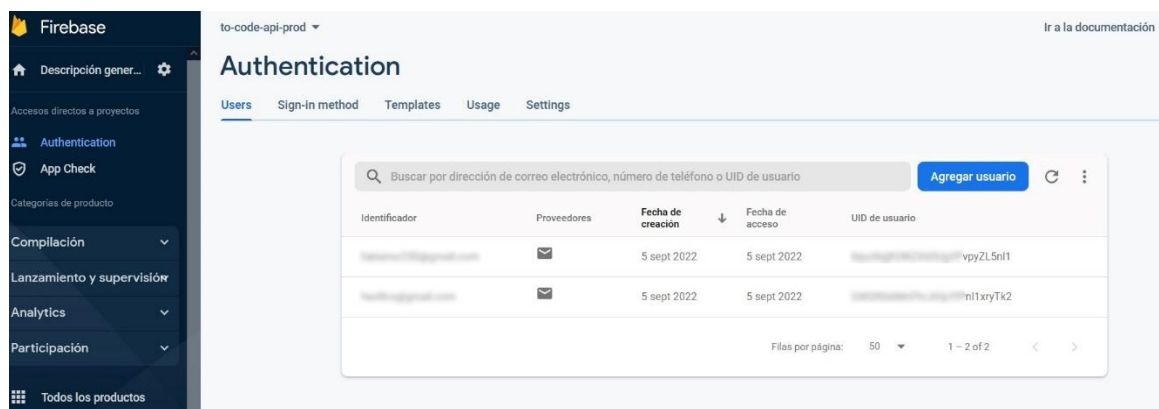 Firebase
to-code-api-prod
Ir a la documentación
Descripción gener...
Authentication
Accesos directos a proyectos
Users Sign-in method Templates Usage Settings
Authentication
App Check
Buscar por dirección de correo electrónico, número de teléfono o UID de usuario
Agregar usuario
Categorías de producto
Identificador Proveedores Fecha de creación Fecha de acceso UID de usuario
Compilación
5 sept 2022 5 sept 2022 vpyZL5nl1
Lanzamiento y supervisión
5 sept 2022 5 sept 2022 nl1xryTk2
Analytics
Participación
Filas por página: 50 1 – 2 of 2
Todos los productos